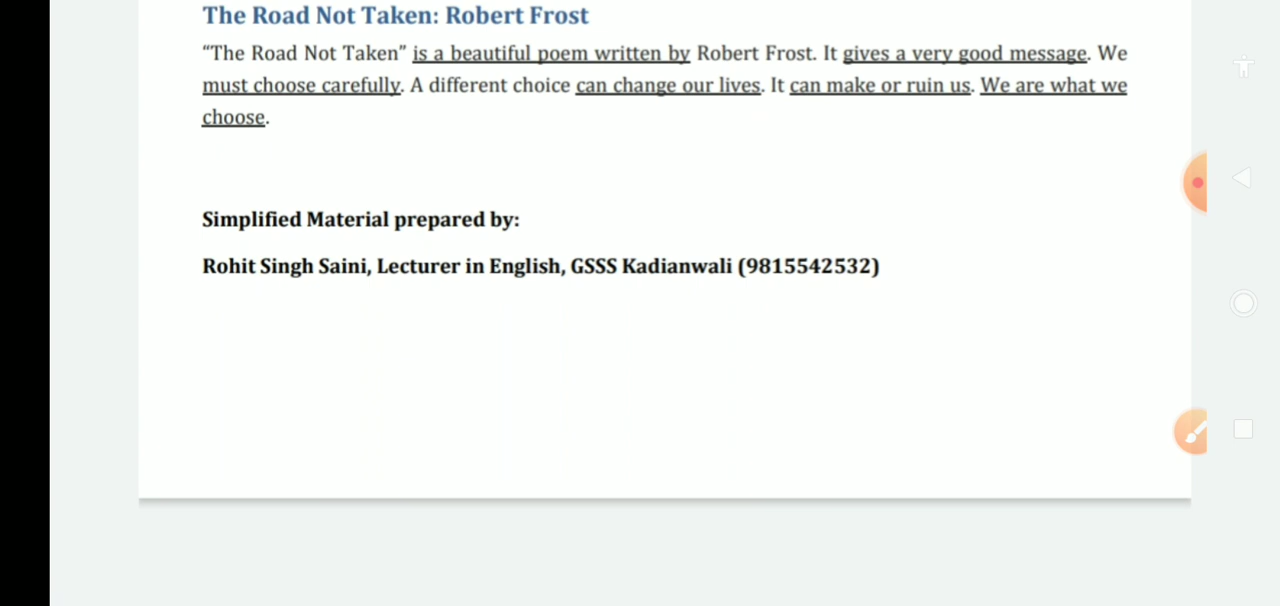 The Road Not Taken: Robert Frost
“The Road Not Taken” is a beautiful poem written by Robert Frost. It gives a very good message. We
must choose carefully. A different choice can change our lives. It can make or ruin us. We are what we
choose.
Simplified Material prepared by:
Rohit Singh Saini, Lecturer in English, GSSS Kadianwali (9815542532)